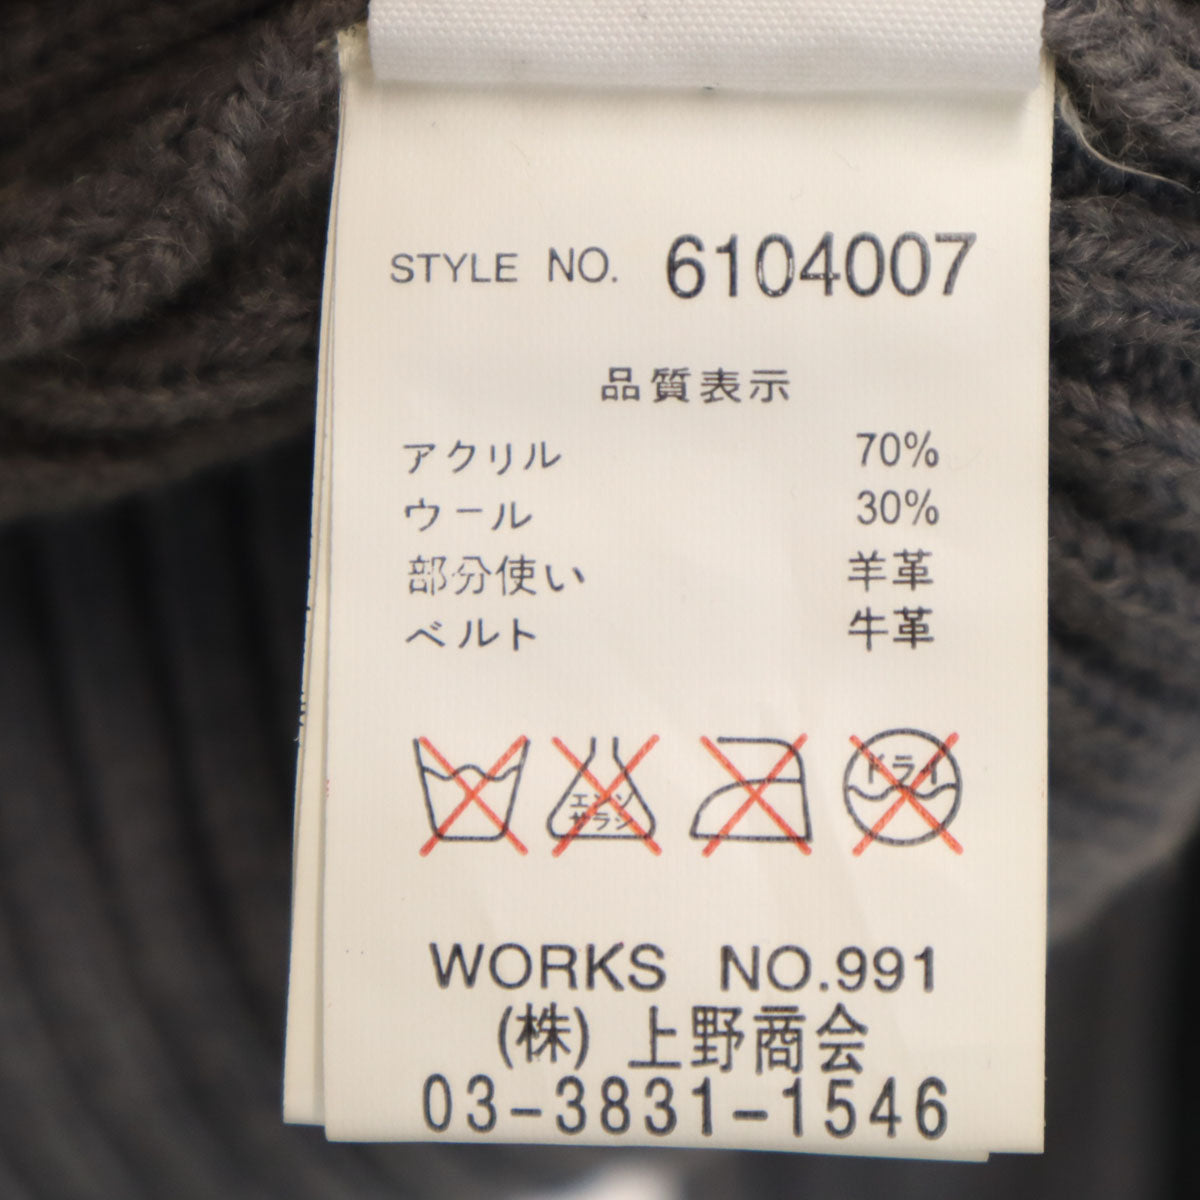 STYLE NO. 6104007
品質表示
アクリル 70%
ウール 30%
部分使い 羊革
ベルト 牛革
エンソ
サラシ
ドライ
WORKS NO.991
(株) 上野商会
03-3831-1546